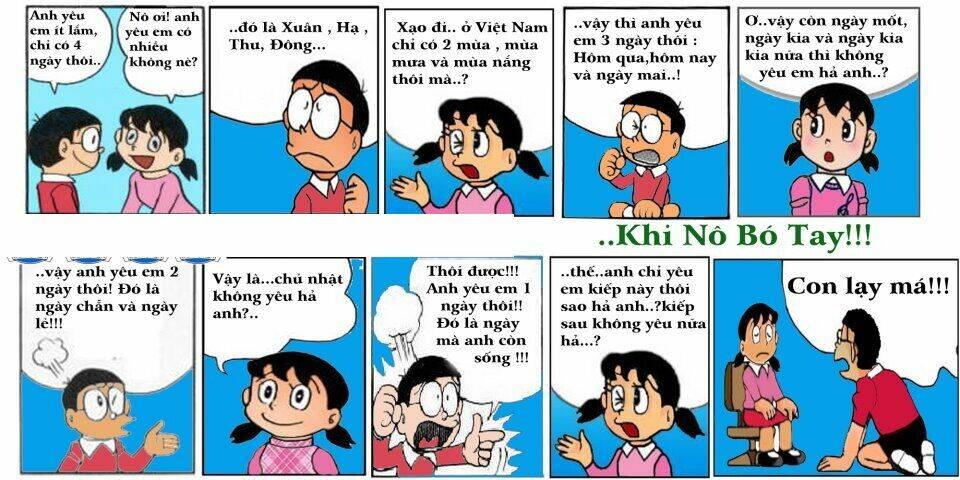 Anh yêu
em ít lắm,
chỉ có 4
ngày thôi..
Nô ơi! anh
yêu em có
nhiều
không nè?
..đó là Xuân , Hạ ,
Thu, Đông...
Xạo đi.. ở Việt Nam
chỉ có 2 mùa , mùa
mưa và mùa nắng
thôi mà..?
..vậy thì anh yêu
em 3 ngày thôi :
Hôm qua,hôm nay
và ngày mai..!
Ơ..vậy còn ngày mốt,
ngày kia và ngày kia
kia nứa thì không
yêu em hả anh..?
..Khi Nô Bó Tay!!!
..vậy anh yêu em 2
ngày thôi! Đó là
ngày chẵn và ngày
lẻ!!!
Vậy là...chủ nhật
không yêu hả
anh?..
Thôi được!!!
Anh yêu em 1
ngày thôi!!
Đó là ngày
mà anh còn
sống !!!
..thế..anh chỉ yêu
em kiếp này thôi
sao hả anh..?kiếp
sau không yêu nữa
hả...?
Con lạy má!!!